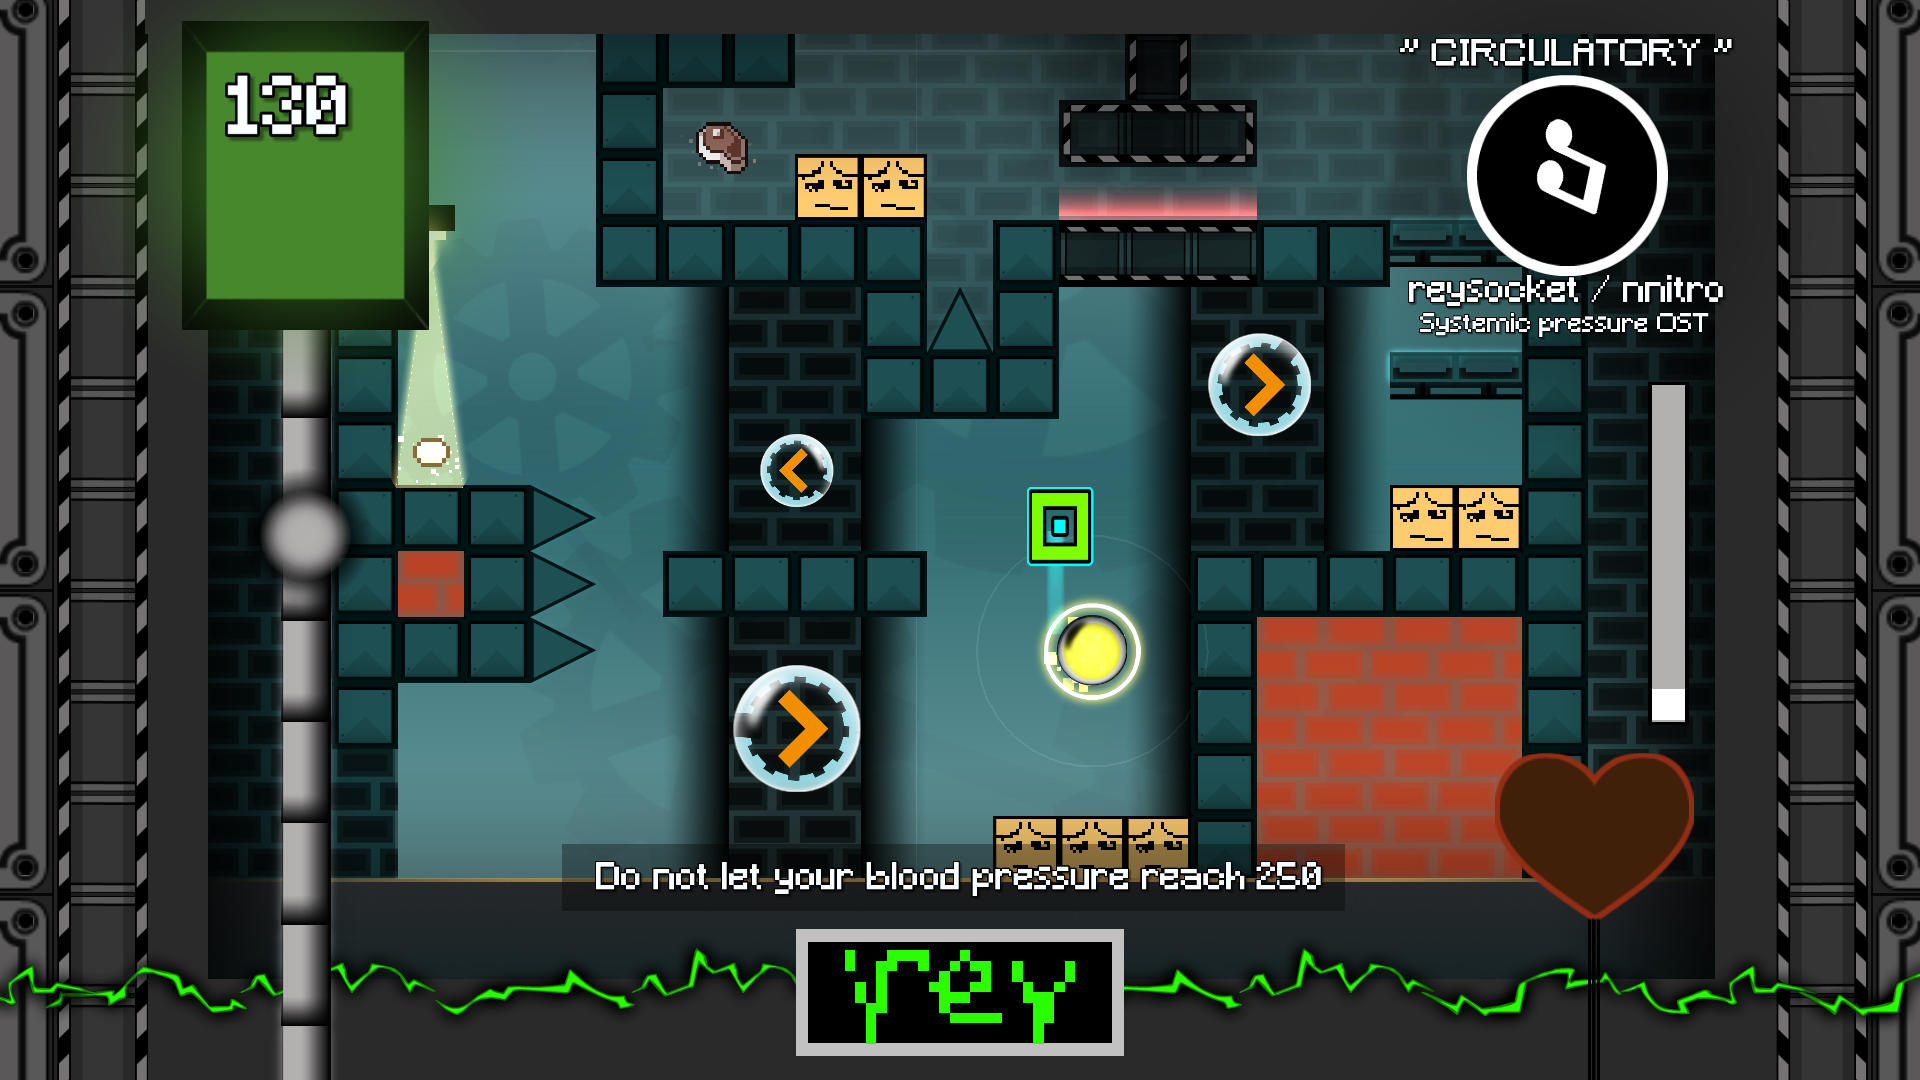 130
" CIRCULATORY "
reysocket / nnitro
Systemic pressure OST
Do not let your blood pressure reach 250
rey